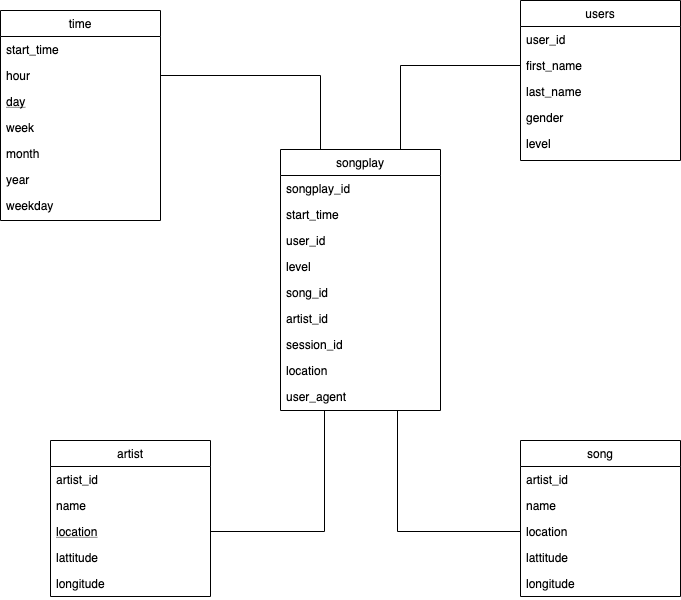 time
start_time
hour
day
week
month
year
weekday
users
user_id
first_name
last_name
gender
level
songplay
songplay_id
start_time
user_id
level
song_id
artist_id
session_id
location
user_agent
artist
artist_id
name
location
lattitude
longitude
song
artist_id
name
location
lattitude
longitude